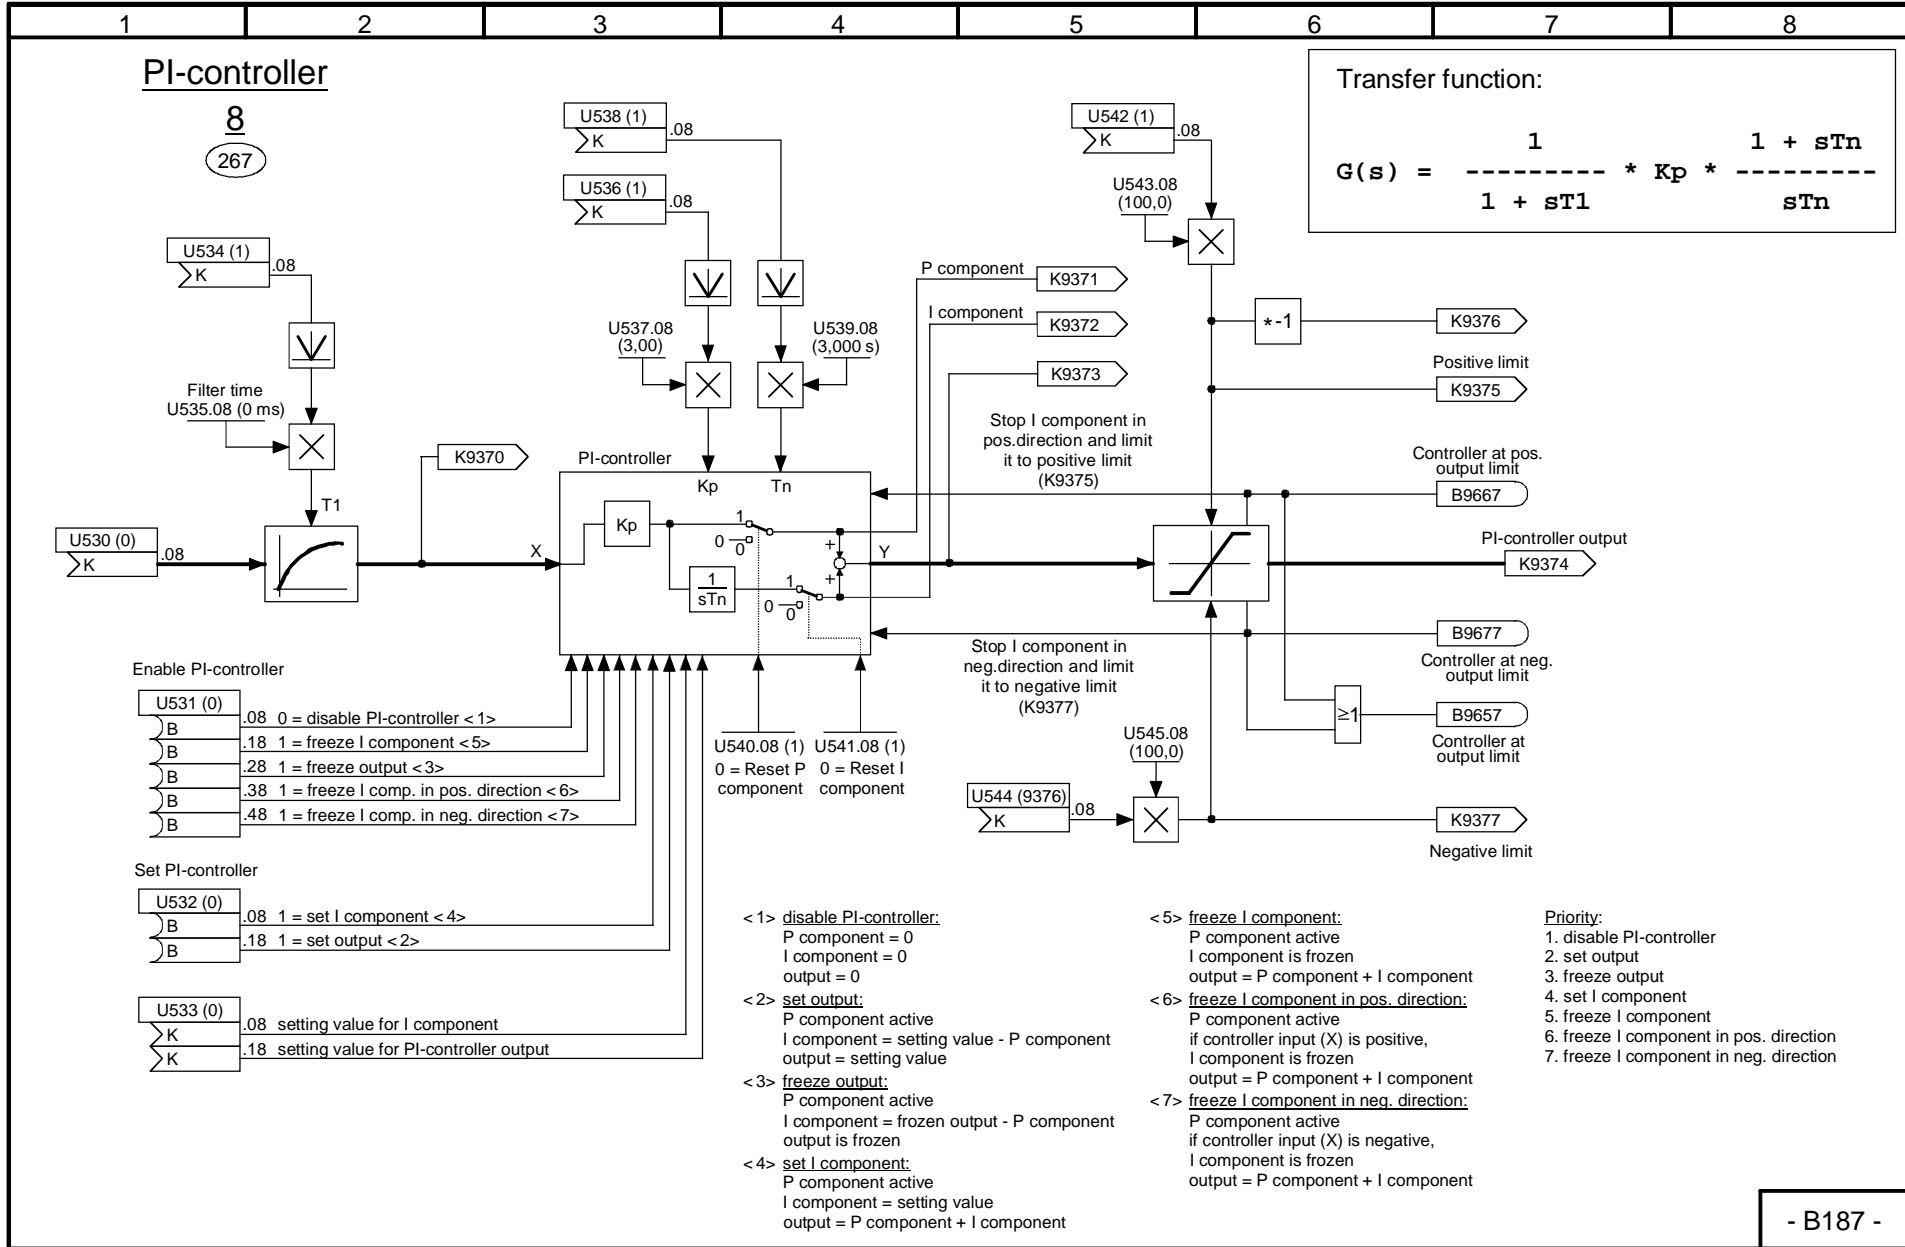 1 2 3 4 5 6 7 8
PI-controller
8
267
Transfer function:
1 1 + sTn
G(s) = --------- * Kp * ---------
1 + sT1 sTn
U538 (1)
K .08
U536 (1)
K .08
U542 (1)
K .08
U543.08
(100,0)
U534 (1)
K .08
P component
K9371
I component
K9372
K9373
*-1
K9376
Positive limit
K9375
U537.08
(3,00)
U539.08
(3,000 s)
Filter time
U535.08 (0 ms)
T1
K9370
Stop I component in
pos.direction and limit
it to positive limit
(K9375)
Controller at pos.
output limit
B9667
PI-controller
Kp Tn
U530 (0)
K .08
X
Kp
1
0
0
+
+
Y
1
sTn
1
0
0
PI-controller output
K9374
B9677
Controller at neg.
output limit
Stop I component in
neg.direction and limit
it to negative limit
(K9377)
≥1
B9657
Controller at
output limit
Enable PI-controller
U531 (0)
B .08 0 = disable PI-controller <1>
B .18 1 = freeze I component <5>
B .28 1 = freeze output <3>
B .38 1 = freeze I comp. in pos. direction <6>
B .48 1 = freeze I comp. in neg. direction <7>
U540.08 (1)
0 = Reset P
component
U541.08 (1)
0 = Reset I
component
U545.08
(100,0)
U544 (9376)
K .08
K9377
Negative limit
Set PI-controller
U532 (0)
B .08 1 = set I component <4>
B .18 1 = set output <2>
U533 (0)
K .08 setting value for I component
K .18 setting value for PI-controller output
<1> disable PI-controller:
P component = 0
I component = 0
output = 0
<2> set output:
P component active
I component = setting value - P component
output = setting value
<3> freeze output:
P component active
I component = frozen output - P component
output is frozen
<4> set I component:
P component active
I component = setting value
output = P component + I component
<5> freeze I component:
P component active
I component is frozen
output = P component + I component
<6> freeze I component in pos. direction:
P component active
if controller input (X) is positive,
I component is frozen
output = P component + I component
<7> freeze I component in neg. direction:
P component active
if controller input (X) is negative,
I component is frozen
output = P component + I component
Priority:
1. disable PI-controller
2. set output
3. freeze output
4. set I component
5. freeze I component
6. freeze I component in pos. direction
7. freeze I component in neg. direction
- B187 -